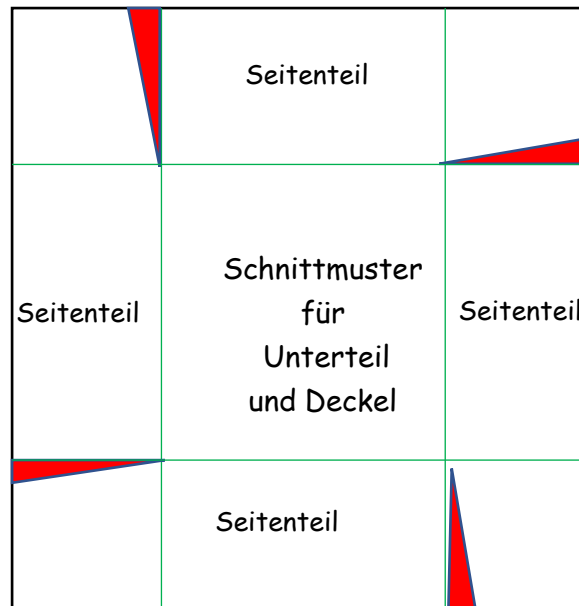 Seitenteil
Schnittmuster
für
Unterteil
und Deckel
Seitenteil
Seitenteil
Seitenteil